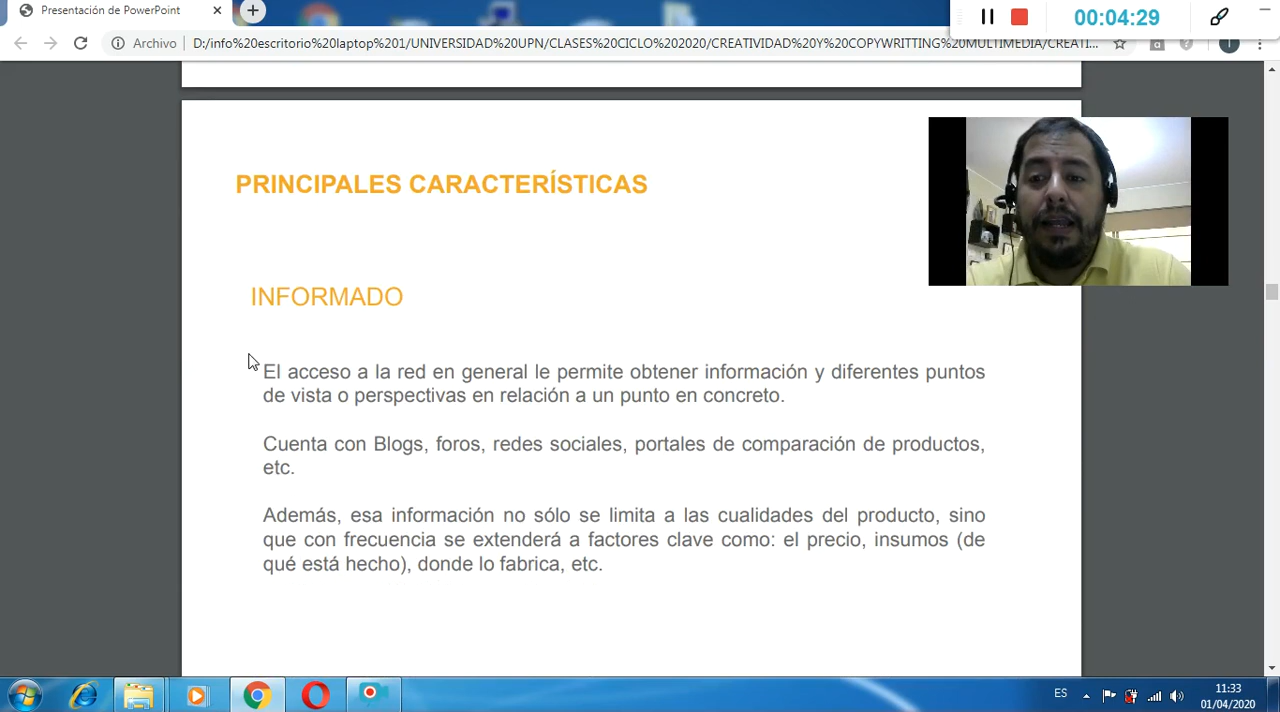 Presentación de PowerPoint
00:04:29
Archivo
D:/info%20escritorio%20laptop%201/UNIVERSIDAD%20UPN/CLASES%20CICLO%202020/CREATIVIDAD%20Y%20COPYWRITTING%20MULTIMEDIA/CREATI...
PRINCIPALES CARACTERÍSTICAS
INFORMADO
El acceso a la red en general le permite obtener información y diferentes puntos
de vista o perspectivas en relación a un punto en concreto.
Cuenta con Blogs, foros, redes sociales, portales de comparación de productos,
etc.
Además, esa información no sólo se limita a las cualidades del producto, sino
que con frecuencia se extenderá a factores clave como: el precio, insumos (de
qué está hecho), donde lo fabrica, etc.
ES
11:33
01/04/2020